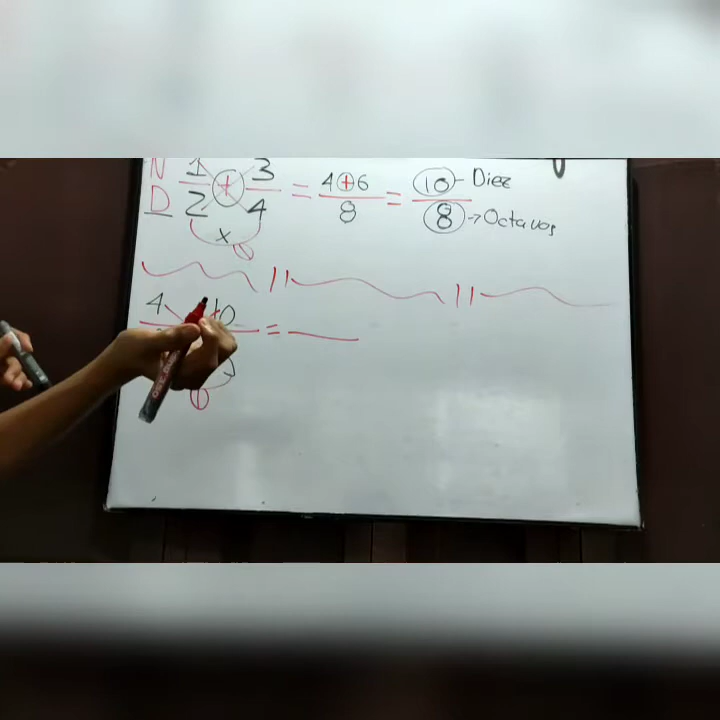 N 1/2 + 3/4 = 4+6/8 = 10/8 - Diez
D → Octavos
x
4 10 =